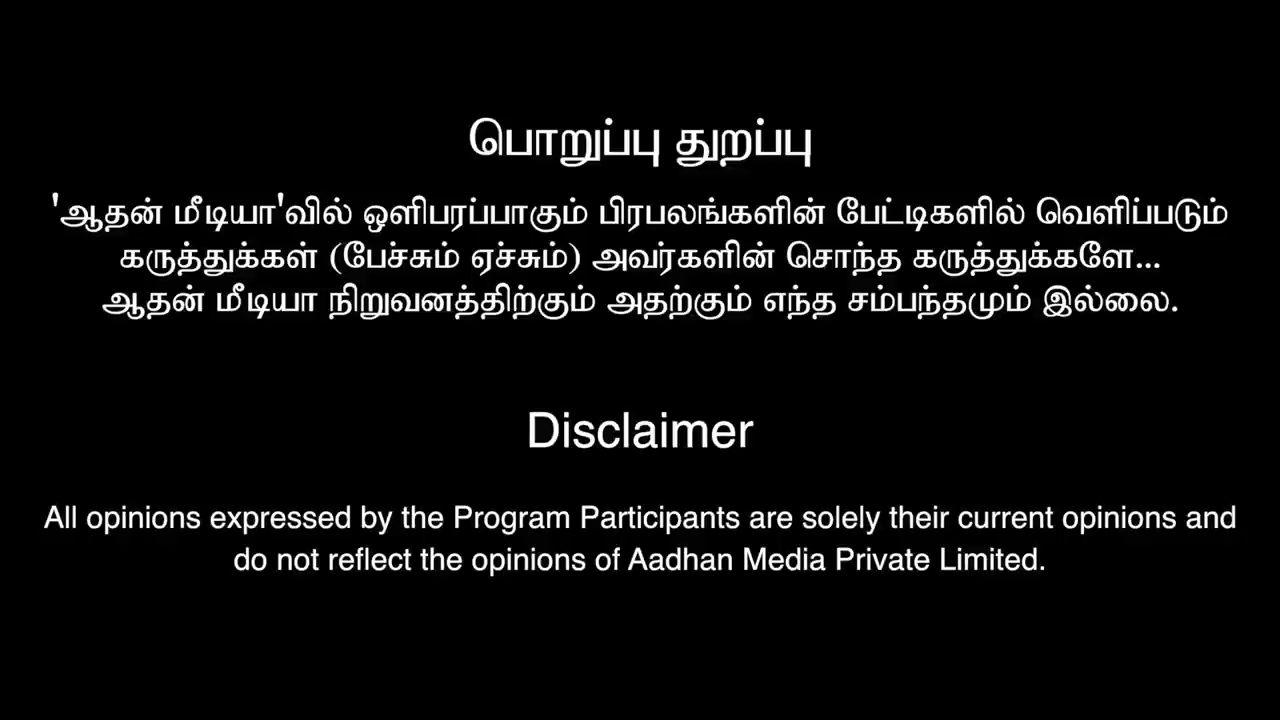 பொறுப்பு துறப்பு
'ஆதன் மீடியா'வில் ஒளிபரப்பாகும் பிரபலங்களின் பேட்டிகளில் வெளிப்படும்
கருத்துக்கள் (பேச்சும் ஏச்சும்) அவர்களின் சொந்த கருத்துக்களே...
ஆதன் மீடியா நிறுவனத்திற்கும் அதற்கும் எந்த சம்பந்தமும் இல்லை.
Disclaimer
All opinions expressed by the Program Participants are solely their current opinions and
do not reflect the opinions of Aadhan Media Private Limited.